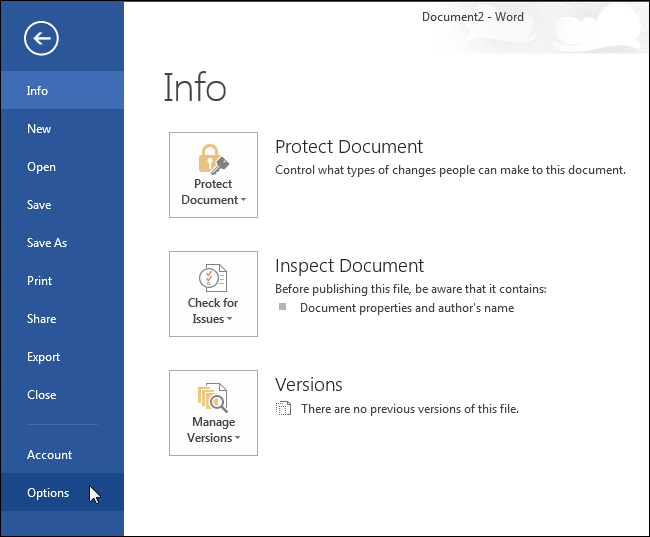 Document2 - Word
Info
New
Open
Save
Save As
Print
Share
Export
Close
Account
Options
Info
Protect
Document
Protect Document
Control what types of changes people can make to this document.
Check for
Issues
Inspect Document
Before publishing this file, be aware that it contains:
Document properties and author's name
Manage
Versions
Versions
There are no previous versions of this file.